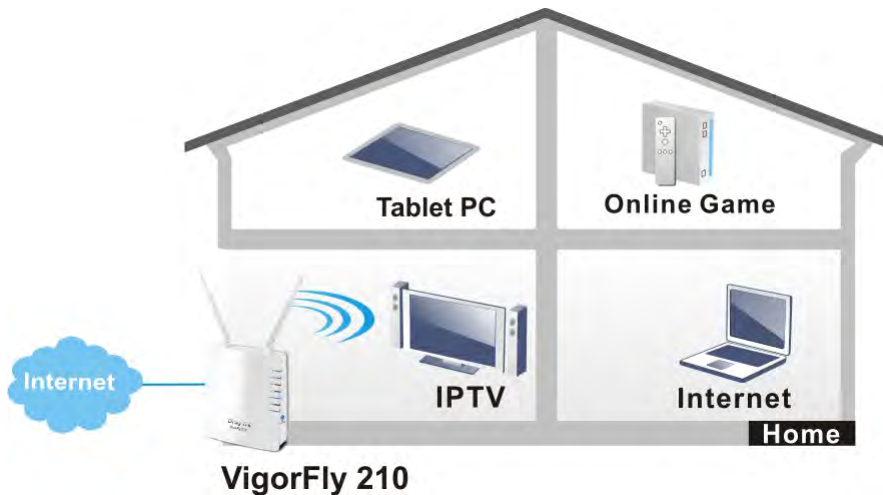 Tablet PC
Online Game
Internet
IPTV
Internet
Home
VigorFly 210